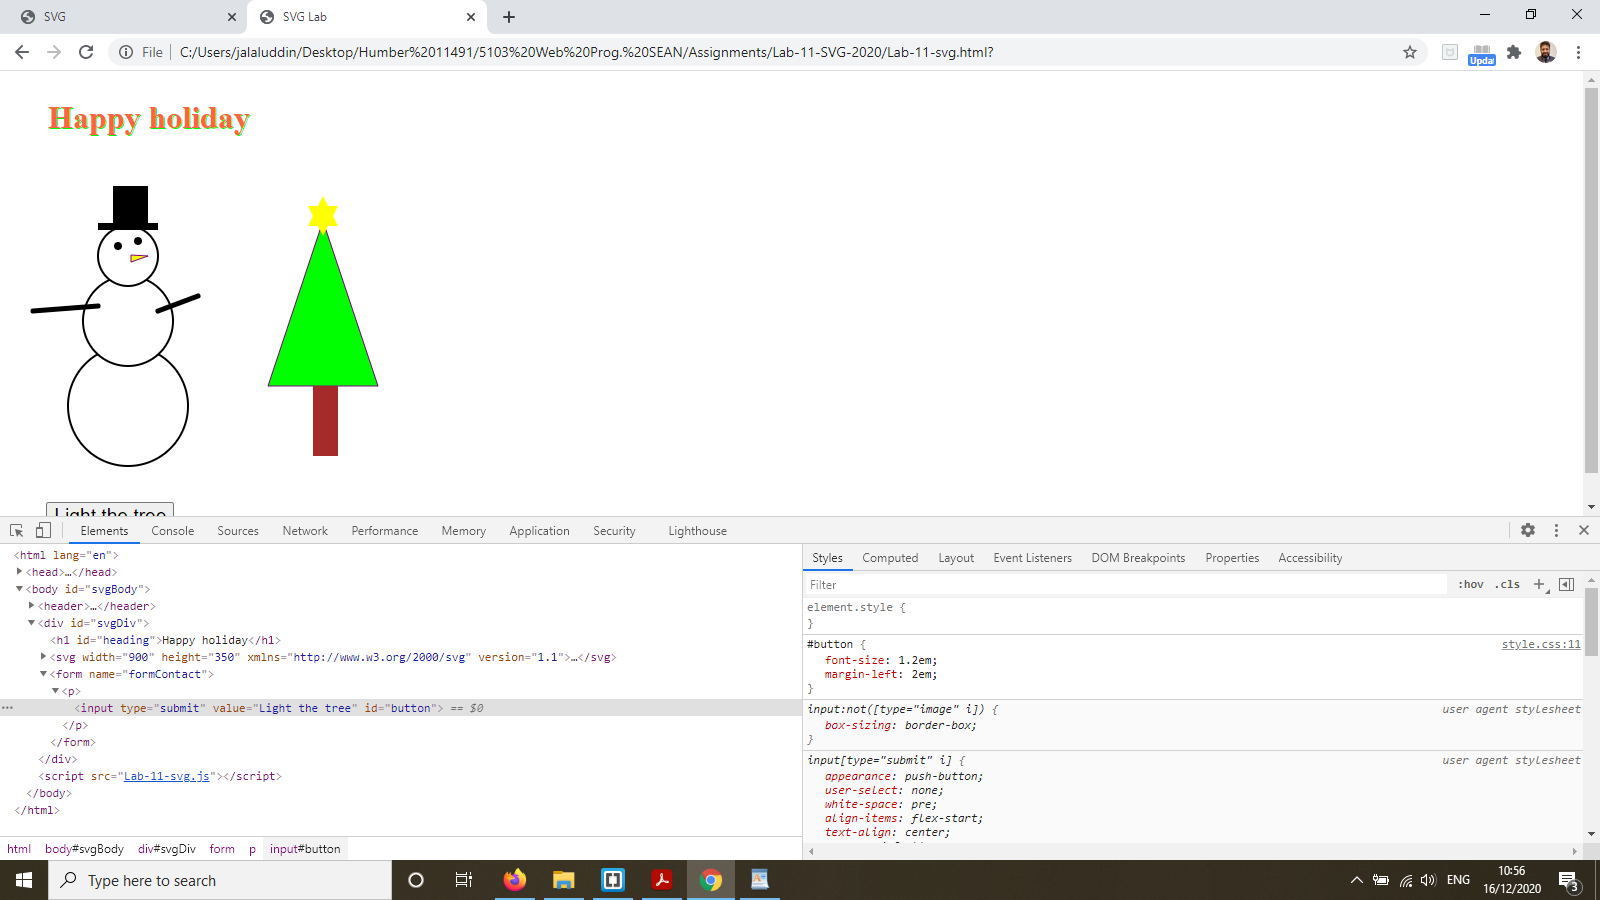 SVG
SVG Lab
File
C:/Users/jalaluddin/Desktop/Humber%2011491/5103%20Web%20Prog.%20SEAN/Assignments/Lab-11-SVG-2020/Lab-11-svg.html?
Upda
Happy holiday
Light the tree
Elements Console Sources Network Performance Memory Application Security Lighthouse
<html lang="en">
<head>…</head>
<body id="svgBody">
<header>…</header>
<div id="svgDiv">
<h1 id="heading">Happy holiday</h1>
<svg width="900" height="350" xmlns="http://www.w3.org/2000/svg" version="1.1">…</svg>
<form name="formContact">
<p>
<input type="submit" value="Light the tree" id="button"> == $0
</p>
</form>
</div>
<script src="Lab-11-svg.js"></script>
</body>
</html>
html body#svgBody div#svgDiv form p input#button
Styles Computed Layout Event Listeners DOM Breakpoints Properties Accessibility
Filter :hov .cls +
element.style {
}
#button { style.css:11
font-size: 1.2em;
margin-left: 2em;
}
input:not([type="image" i]) { user agent stylesheet
box-sizing: border-box;
}
input[type="submit" i] { user agent stylesheet
appearance: push-button;
user-select: none;
white-space: pre;
align-items: flex-start;
text-align: center;
Type here to search
ENG
10:56
16/12/2020
3